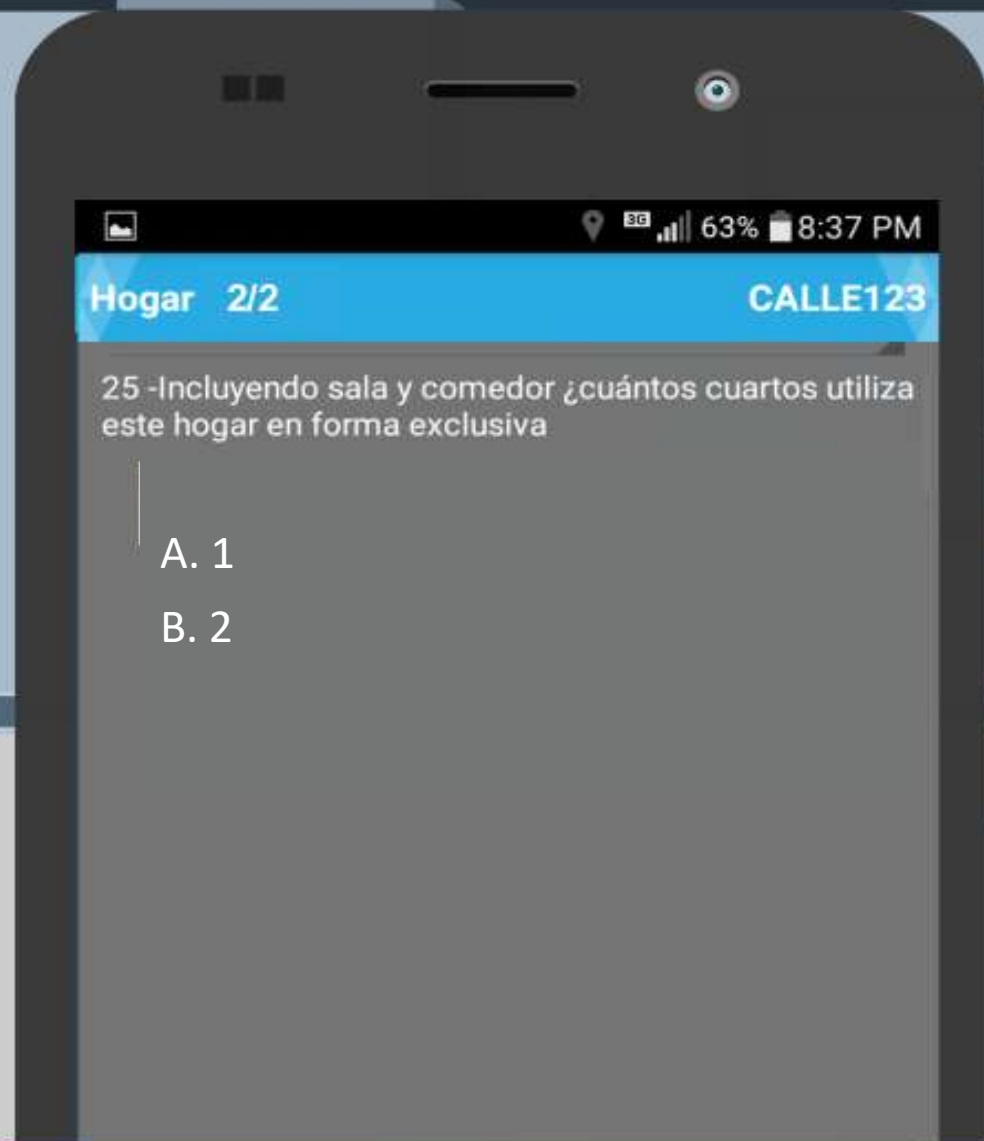 3G 63% 8:37 PM
Hogar 2/2 CALLE123
25 -Incluyendo sala y comedor ¿cuántos cuartos utiliza
este hogar en forma exclusiva
A. 1
B. 2